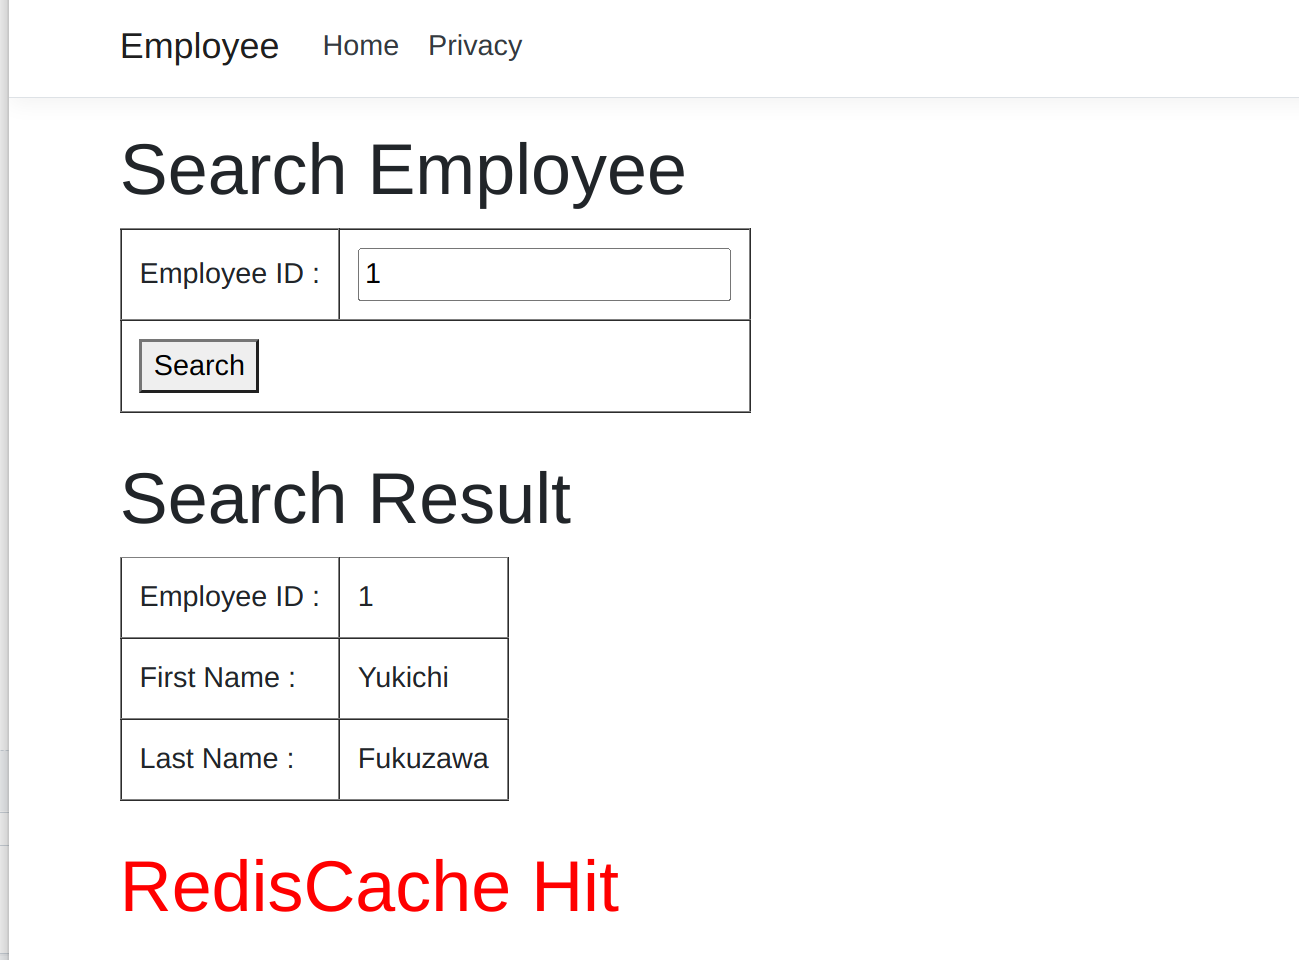 Employee Home Privacy
Search Employee
Employee ID : 1
Search
Search Result
Employee ID : 1
First Name : Yukichi
Last Name : Fukuzawa
RedisCache Hit